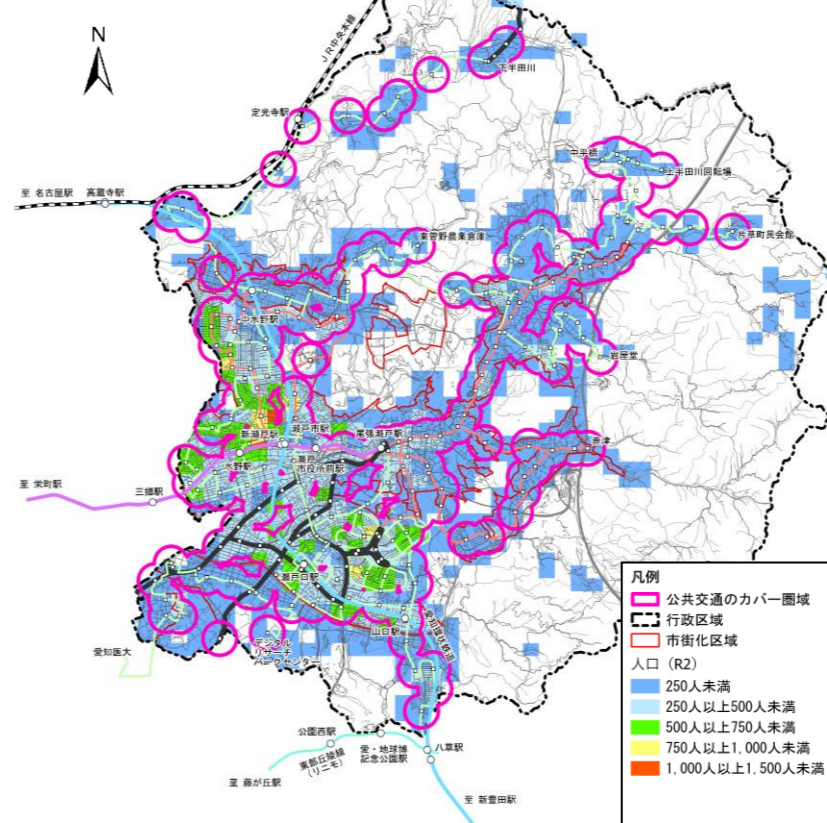 N
JR中央本線
下半田川
定光寺駅
中平橋
上半田川回転場
至 名古屋駅
高蔵寺駅
東曽野農業倉庫
片草町民会館
中水野駅
岩屋堂
瀬戸市駅
新瀬戸駅
尾張瀬戸駅
赤津
瀬戸
市役所前駅
水野駅
至 栄町駅
三郷駅
瀬戸口駅
山口駅
愛知環状鉄道
愛知医大
デジタル
リサーチ
パークセンター
公園西駅
東部丘陵線
(リニモ)
愛・地球博
記念公園駅
八草駅
至 藤が丘駅
至 新豊田駅
凡例
公共交通のカバー圏域
行政区域
市街化区域
人口 (R2)
250人未満
250人以上500人未満
500人以上750人未満
750人以上1,000人未満
1,000人以上1,500人未満